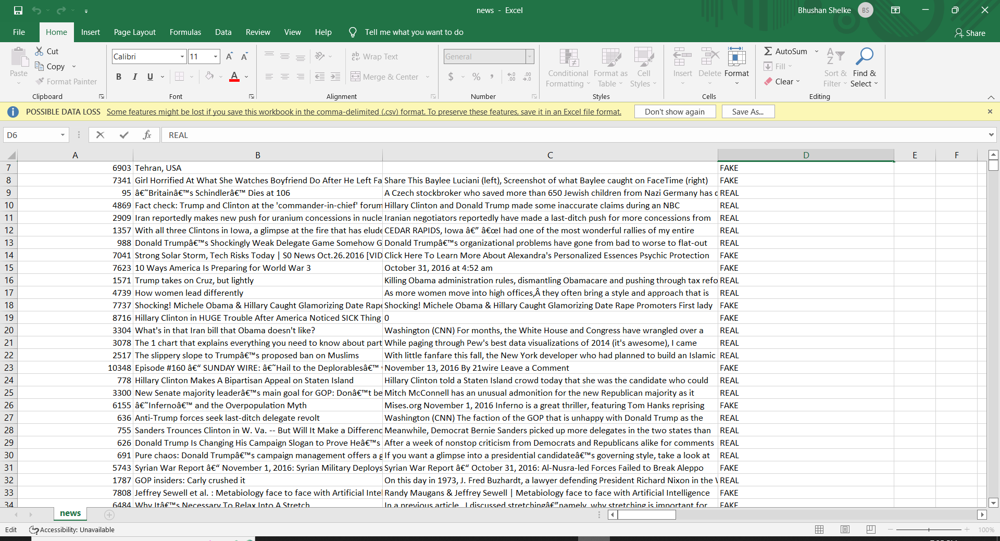 news - Excel
Bhushan Shelke BS
File Home Insert Page Layout Formulas Data Review View Help Tell me what you want to do Share
Paste
Cut
Copy
Format Painter
Clipboard
Calibri 11 A A
B I U A
Font
ab Wrap Text
Merge & Center
Alignment
General
$ % ,
Number
Conditional Formatting
Format as Table
Cell Styles
Styles
Insert Delete Format
Cells
AutoSum
Fill
Clear
Sort & Filter
Find & Select
Editing
POSSIBLE DATA LOSS Some features might be lost if you save this workbook in the comma-delimited (.csv) format. To preserve these features, save it in an Excel file format. Don't show again Save As...
D6 fx REAL
A B C D E F
7 6903 Tehran, USA FAKE
8 7341 Girl Horrified At What She Watches Boyfriend Do After He Left Fa Share This Baylee Luciani (left), Screenshot of what Baylee caught on FaceTime (right) FAKE
9 95 â€˜Britainâ€™s Schindlerâ€™ Dies at 106 A Czech stockbroker who saved more than 650 Jewish children from Nazi Germany has d REAL
10 4869 Fact check: Trump and Clinton at the 'commander-in-chief' forum Hillary Clinton and Donald Trump made some inaccurate claims during an NBC REAL
11 2909 Iran reportedly makes new push for uranium concessions in nucle Iranian negotiators reportedly have made a last-ditch push for more concessions from REAL
12 1357 With all three Clintons in Iowa, a glimpse at the fire that has elude CEDAR RAPIDS, Iowa â€” â€œI had one of the most wonderful rallies of my entire REAL
13 988 Donald Trumpâ€™s Shockingly Weak Delegate Game Somehow G Donald Trumpâ€™s organizational problems have gone from bad to worse to flat-out REAL
14 7041 Strong Solar Storm, Tech Risks Today | S0 News Oct.26.2016 [VID Click Here To Learn More About Alexandra's Personalized Essences Psychic Protection FAKE
15 7623 10 Ways America Is Preparing for World War 3 October 31, 2016 at 4:52 am FAKE
16 1571 Trump takes on Cruz, but lightly Killing Obama administration rules, dismantling Obamacare and pushing through tax refo REAL
17 4739 How women lead differently As more women move into high offices,Â they often bring a style and approach that is REAL
18 7737 Shocking! Michele Obama & Hillary Caught Glamorizing Date Rape Shocking! Michele Obama & Hillary Caught Glamorizing Date Rape Promoters First lady FAKE
19 8716 Hillary Clinton in HUGE Trouble After America Noticed SICK Thing 0 FAKE
20 3304 What's in that Iran bill that Obama doesn't like? Washington (CNN) For months, the White House and Congress have wrangled over a REAL
21 3078 The 1 chart that explains everything you need to know about part While paging through Pew's best data visualizations of 2014 (it's awesome), I came REAL
22 2517 The slippery slope to Trumpâ€™s proposed ban on Muslims With little fanfare this fall, the New York developer who had planned to build an Islamic REAL
23 10348 Episode #160 â€“ SUNDAY WIRE: â€˜Hail to the Deplorablesâ€™ November 13, 2016 By 21wire Leave a Comment FAKE
24 778 Hillary Clinton Makes A Bipartisan Appeal on Staten Island Hillary Clinton told a Staten Island crowd today that she was the candidate who could REAL
25 3300 New Senate majority leaderâ€™s main goal for GOP: Donâ€™t be Mitch McConnell has an unusual admonition for the new Republican majority as it REAL
26 6155 â€˜Infernoâ€™ and the Overpopulation Myth Mises.org November 1, 2016 Inferno is a great thriller, featuring Tom Hanks reprising FAKE
27 636 Anti-Trump forces seek last-ditch delegate revolt Washington (CNN) The faction of the GOP that is unhappy with Donald Trump as the REAL
28 755 Sanders Trounces Clinton in W. Va. -- But Will It Make a Differenc Meanwhile, Democrat Bernie Sanders picked up more delegates in the two states than REAL
29 626 Donald Trump Is Changing His Campaign Slogan to Prove Heâ€™s After a week of nonstop criticism from Democrats and Republicans alike for comments REAL
30 691 Pure chaos: Donald Trumpâ€™s campaign management offers a g If you want a glimpse into a presidential candidateâ€™s governing style, take a look at REAL
31 5743 Syrian War Report â€“ November 1, 2016: Syrian Military Deploys Syrian War Report â€“ October 31, 2016: Al-Nusra-led Forces Failed to Break Aleppo FAKE
32 1787 GOP insiders: Carly crushed it On this day in 1973, J. Fred Buzhardt, a lawyer defending President Richard Nixon in the REAL
33 7808 Jeffrey Sewell et al. : Metabiology face to face with Artificial Intel Randy Maugans & Jeffrey Sewell | Metabiology face to face with Artificial Intelligence FAKE
34 6484 Why Itâ€™s Necessary To Relax Into A Stretch In a previous article, I discussed stretchingâ€”namely, why stretching is important for FAKE
news
Edit Accessibility: Unavailable 100%